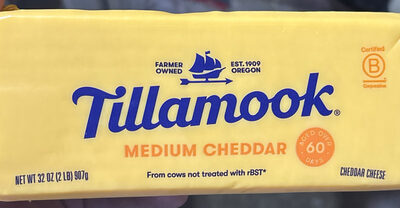 FARMER OWNED
EST. 1909 OREGON
Certified
B
Corporation
Tillamook®
MEDIUM CHEDDAR
AGED OVER
60
DAYS
From cows not treated with rBST*
NET WT 32 OZ (2 LB) 907g
CHEDDAR CHEESE